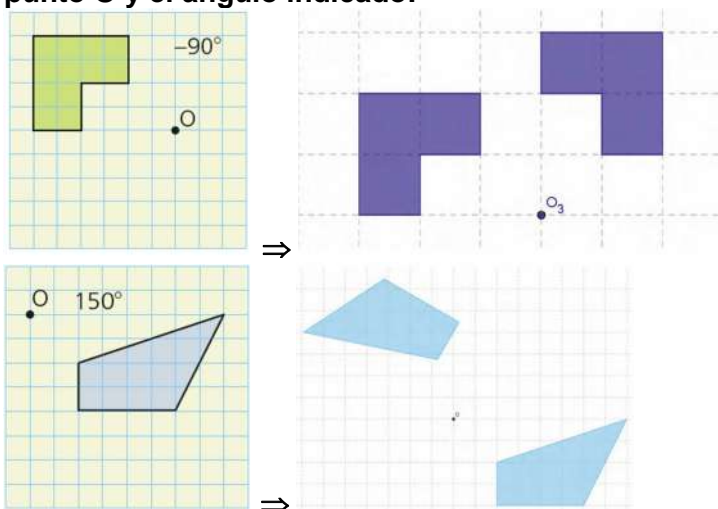 punto O y el ángulo indicado:
–90°
O
O₃
⇒
O 150°
O
⇒